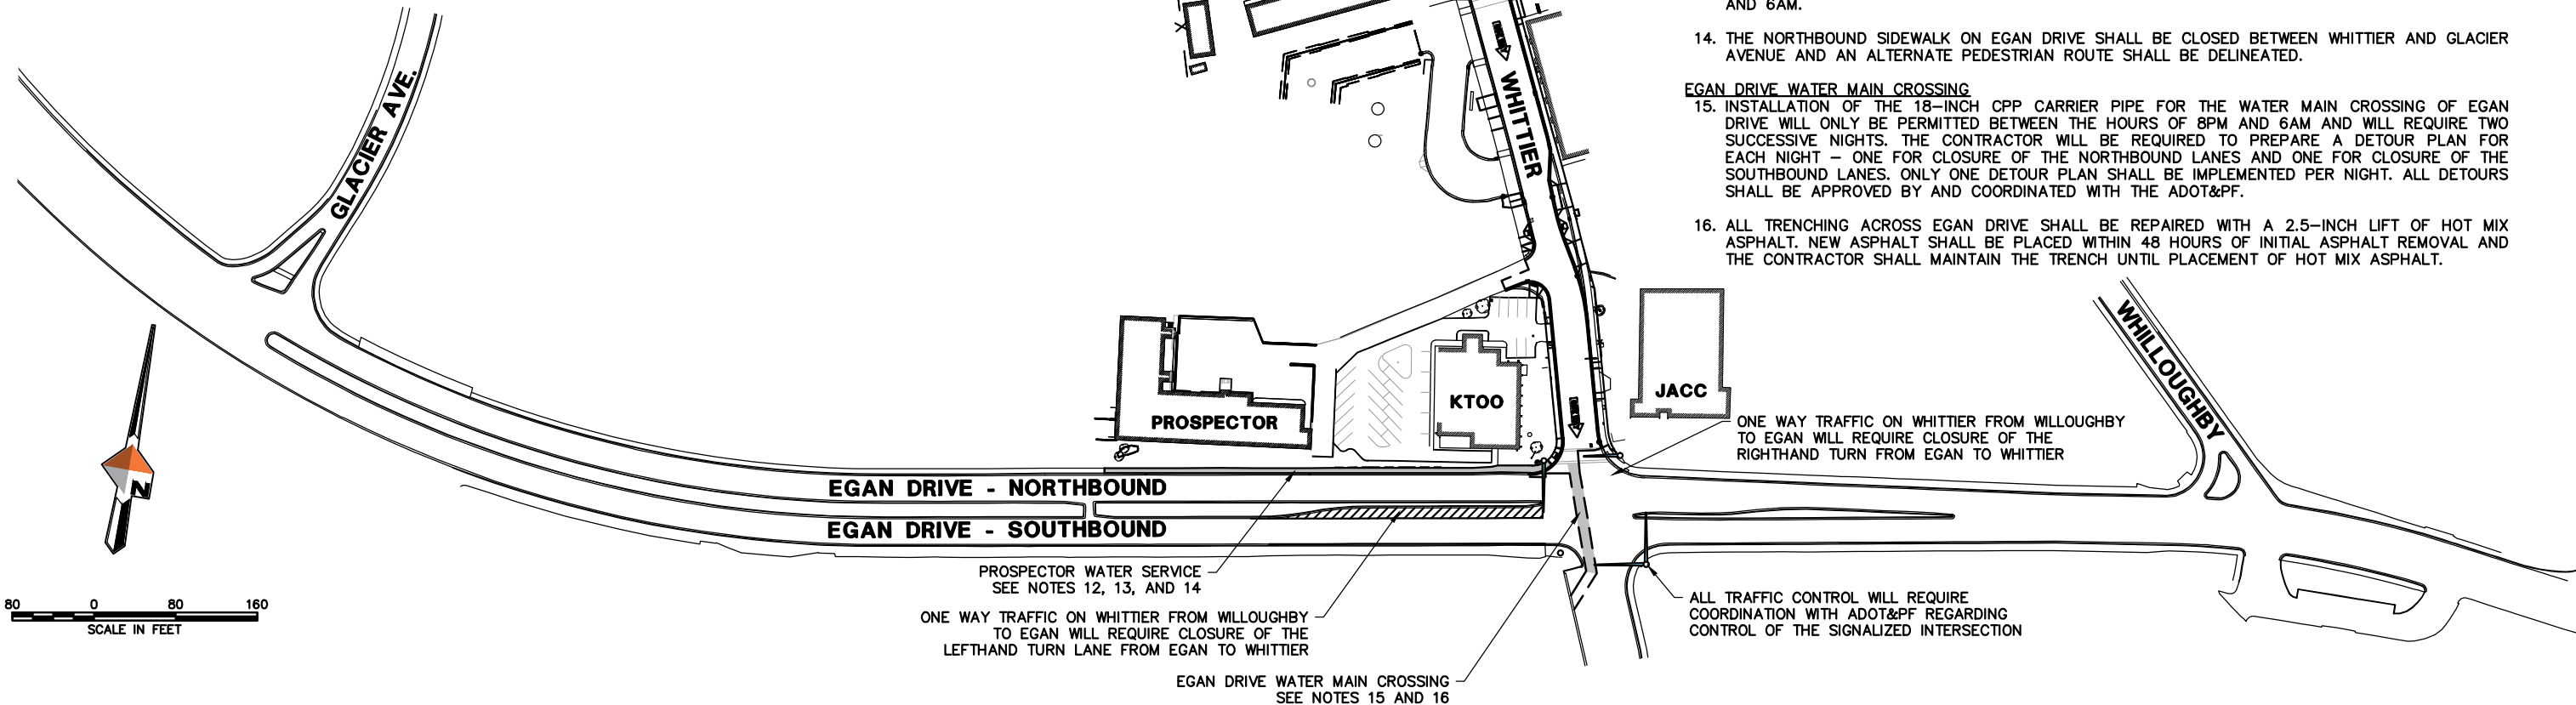 AND 6AM.
14. THE NORTHBOUND SIDEWALK ON EGAN DRIVE SHALL BE CLOSED BETWEEN WHITTIER AND GLACIER
AVENUE AND AN ALTERNATE PEDESTRIAN ROUTE SHALL BE DELINEATED.
EGAN DRIVE WATER MAIN CROSSING
15. INSTALLATION OF THE 18-INCH CPP CARRIER PIPE FOR THE WATER MAIN CROSSING OF EGAN
DRIVE WILL ONLY BE PERMITTED BETWEEN THE HOURS OF 8PM AND 6AM AND WILL REQUIRE TWO
SUCCESSIVE NIGHTS. THE CONTRACTOR WILL BE REQUIRED TO PREPARE A DETOUR PLAN FOR
EACH NIGHT – ONE FOR CLOSURE OF THE NORTHBOUND LANES AND ONE FOR CLOSURE OF THE
SOUTHBOUND LANES. ONLY ONE DETOUR PLAN SHALL BE IMPLEMENTED PER NIGHT. ALL DETOURS
SHALL BE APPROVED BY AND COORDINATED WITH THE ADOT&PF.
16. ALL TRENCHING ACROSS EGAN DRIVE SHALL BE REPAIRED WITH A 2.5-INCH LIFT OF HOT MIX
ASPHALT. NEW ASPHALT SHALL BE PLACED WITHIN 48 HOURS OF INITIAL ASPHALT REMOVAL AND
THE CONTRACTOR SHALL MAINTAIN THE TRENCH UNTIL PLACEMENT OF HOT MIX ASPHALT.
GLACIER AVE.
WHITTIER
WHILLOUGHBY
PROSPECTOR
KTOO
JACC
ONE WAY TRAFFIC ON WHITTIER FROM WILLOUGHBY
TO EGAN WILL REQUIRE CLOSURE OF THE
RIGHTHAND TURN FROM EGAN TO WHITTIER
N
EGAN DRIVE - NORTHBOUND
EGAN DRIVE - SOUTHBOUND
PROSPECTOR WATER SERVICE
SEE NOTES 12, 13, AND 14
ONE WAY TRAFFIC ON WHITTIER FROM WILLOUGHBY
TO EGAN WILL REQUIRE CLOSURE OF THE
LEFTHAND TURN LANE FROM EGAN TO WHITTIER
EGAN DRIVE WATER MAIN CROSSING
SEE NOTES 15 AND 16
ALL TRAFFIC CONTROL WILL REQUIRE
COORDINATION WITH ADOT&PF REGARDING
CONTROL OF THE SIGNALIZED INTERSECTION
80 0 80 160
SCALE IN FEET